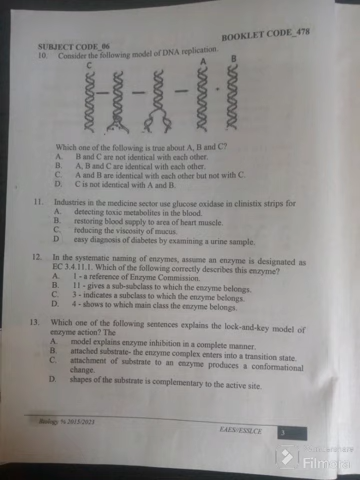 BOOKLET CODE_478
SUBJECT CODE_06
10. Consider the following model of DNA replication.
C A B
Which one of the following is true about A, B and C?
A. B and C are not identical with each other.
B. A, B and C are identical with each other.
C. A and B are identical with each other but not with C.
D. C is not identical with A and B.
11. Industries in the medicine sector use glucose oxidase in clinistix strips for
A. detecting toxic metabolites in the blood.
B. restoring blood supply to area of heart muscle.
C. reducing the viscosity of mucus.
D easy diagnosis of diabetes by examining a urine sample.
12. In the systematic naming of enzymes, assume an enzyme is designated as
EC 3.4.11.1. Which of the following correctly describes this enzyme?
A. 1 - a reference of Enzyme Commission.
B. 11 - gives a sub-subclass to which the enzyme belongs.
C. 3 - indicates a subclass to which the enzyme belongs.
D. 4 - shows to which main class the enzyme belongs.
13. Which one of the following sentences explains the lock-and-key model of
enzyme action? The
A. model explains enzyme inhibition in a complete manner.
B. attached substrate- the enzyme complex enters into a transition state.
C. attachment of substrate to an enzyme produces a conformational
change.
D. shapes of the substrate is complementary to the active site.
Biology 2015/2023
EAES/ESSLCE 3
Filmora